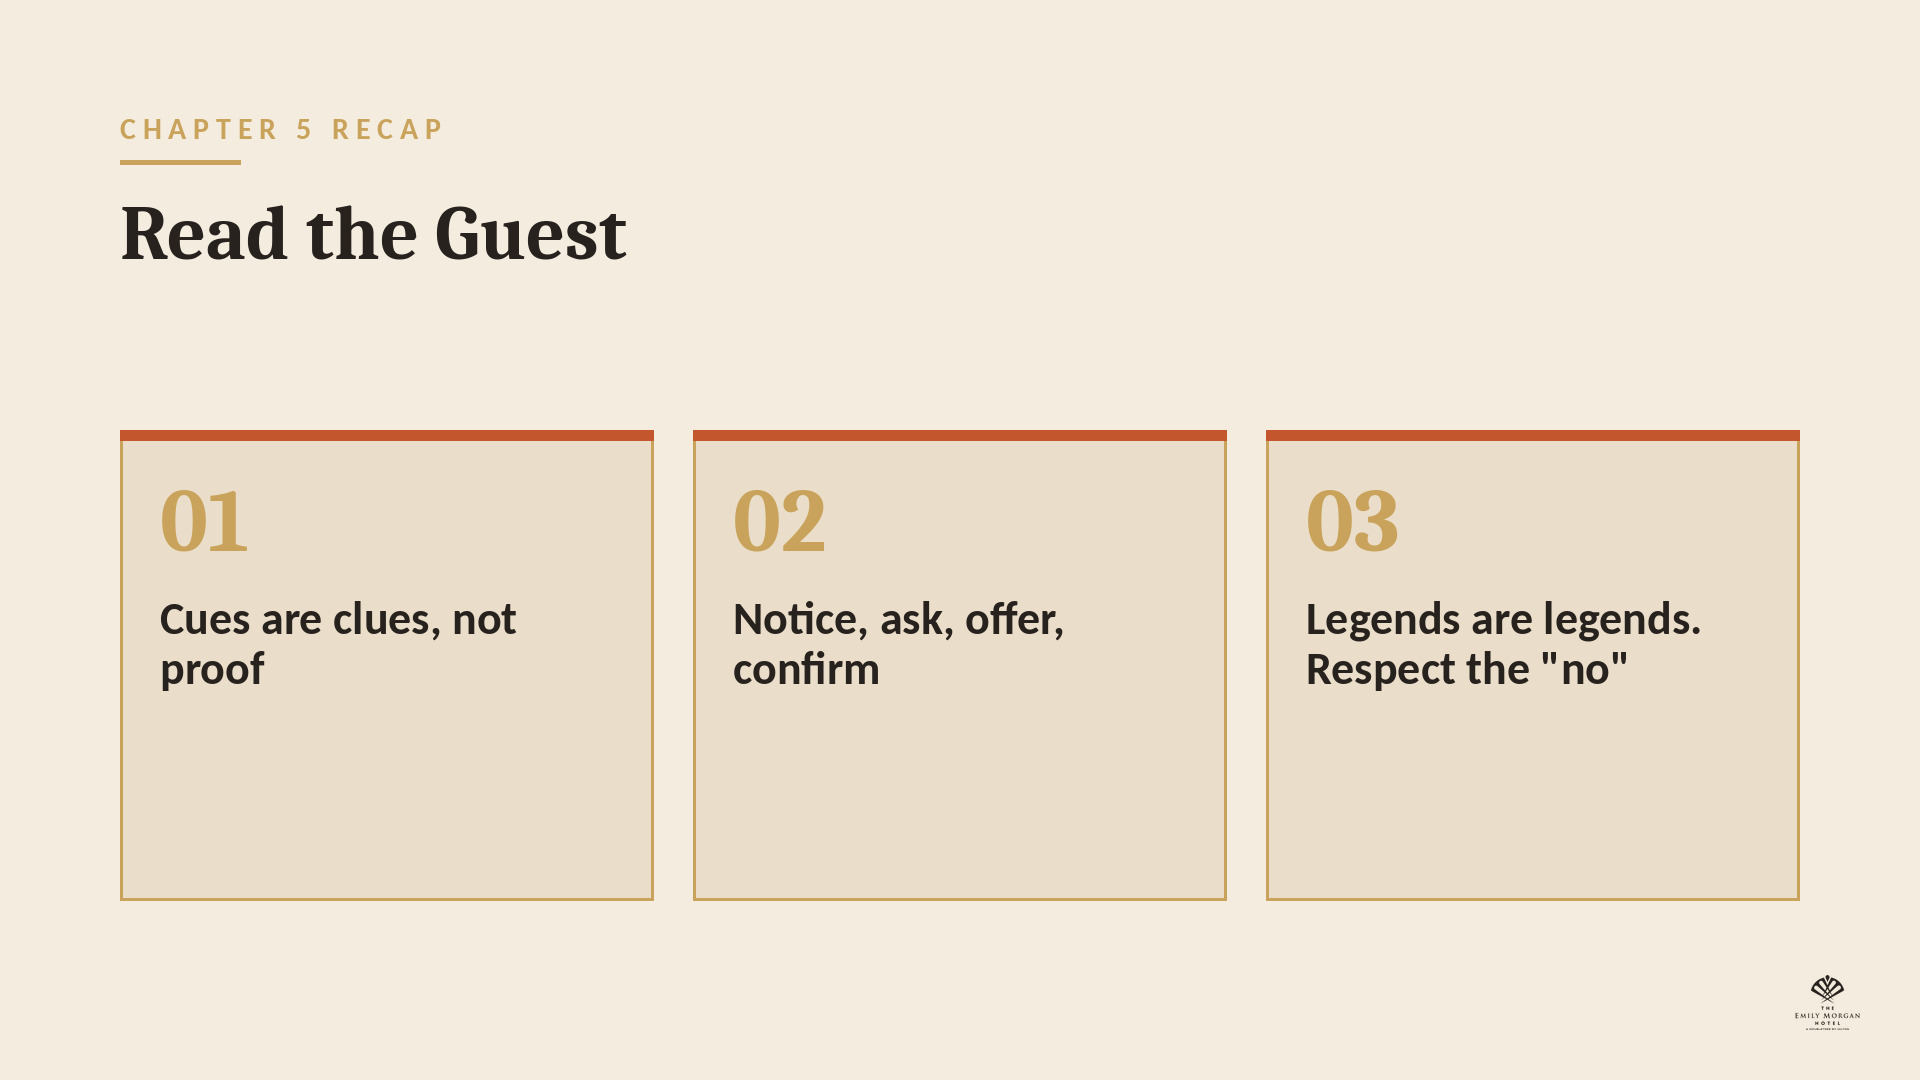 CHAPTER 5 RECAP
Read the Guest
01
Cues are clues, not
proof
02
Notice, ask, offer,
confirm
03
Legends are legends.
Respect the "no"
THE
EMILY MORGAN
HOTEL